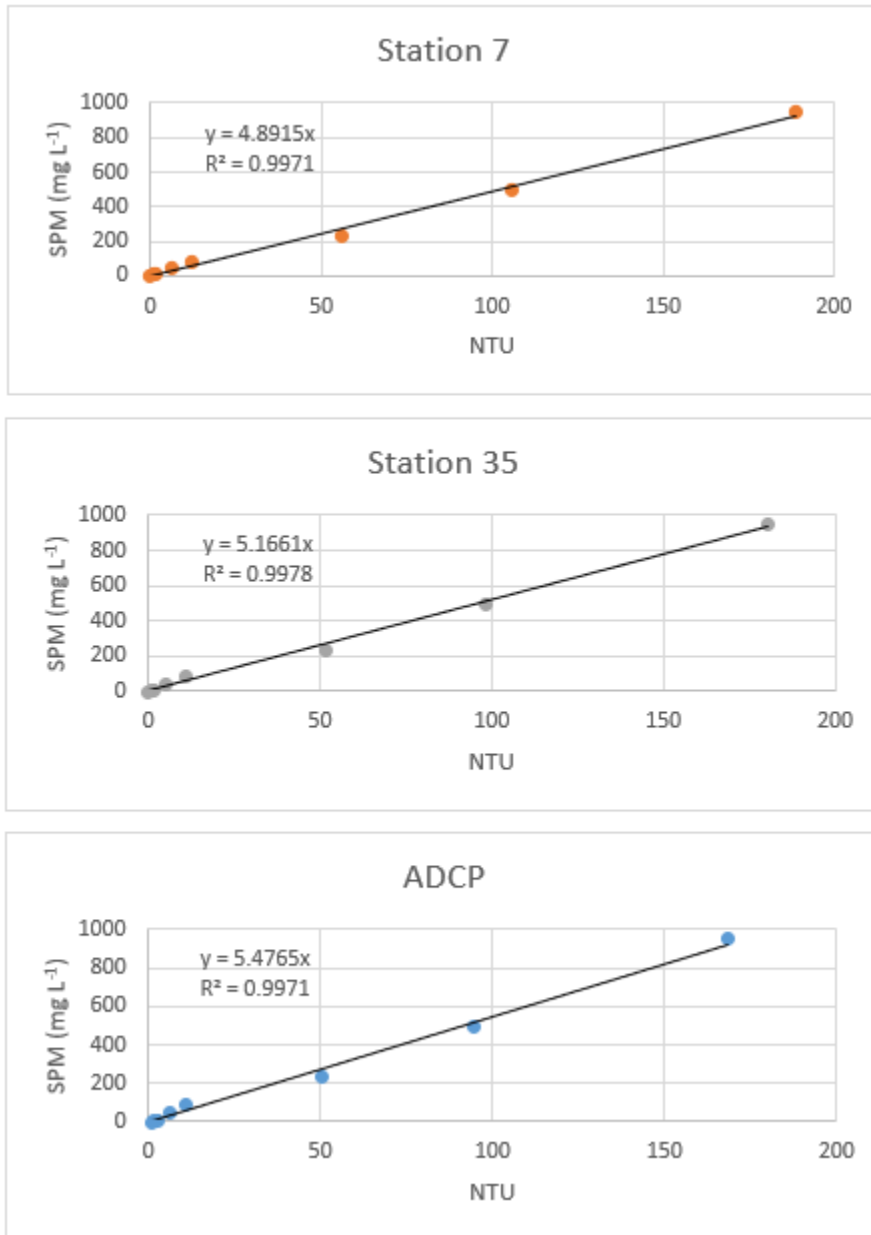 Station 7
y = 4.8915x
R² = 0.9971
SPM (mg L⁻¹)
1000
800
600
400
200
0
0 50 100 150 200
NTU
Station 35
y = 5.1661x
R² = 0.9978
SPM (mg L⁻¹)
1000
800
600
400
200
0
0 50 100 150 200
NTU
ADCP
y = 5.4765x
R² = 0.9971
SPM (mg L⁻¹)
1000
800
600
400
200
0
0 50 100 150 200
NTU